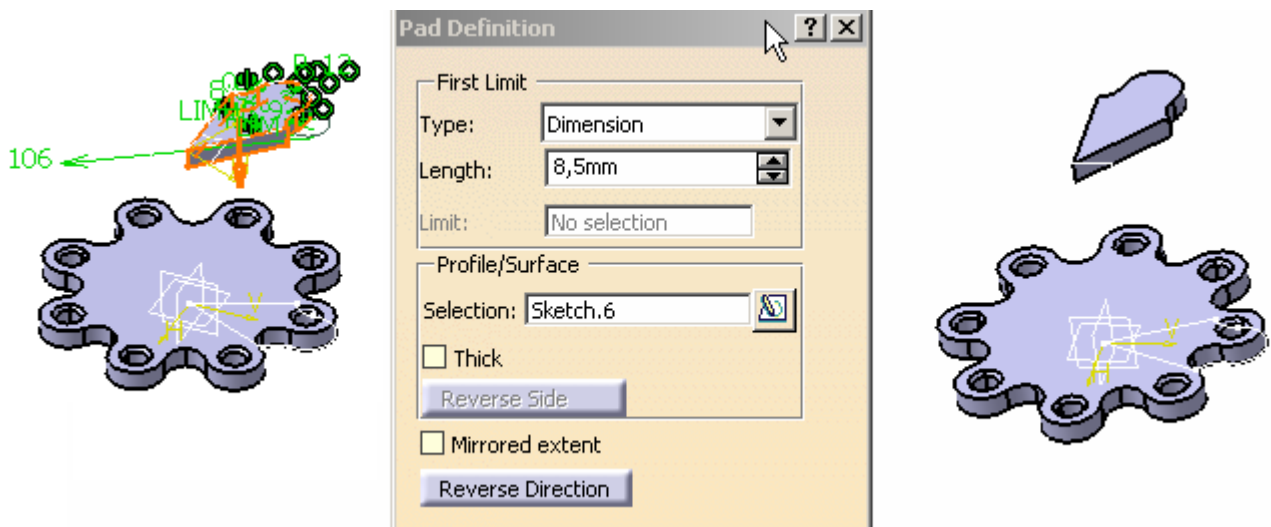 Pad Definition
? X
First Limit
Type: Dimension
Length: 8,5mm
Limit: No selection
Profile/Surface
Selection: Sketch.6
Thick
Reverse Side
Mirrored extent
Reverse Direction
106
H V
H V